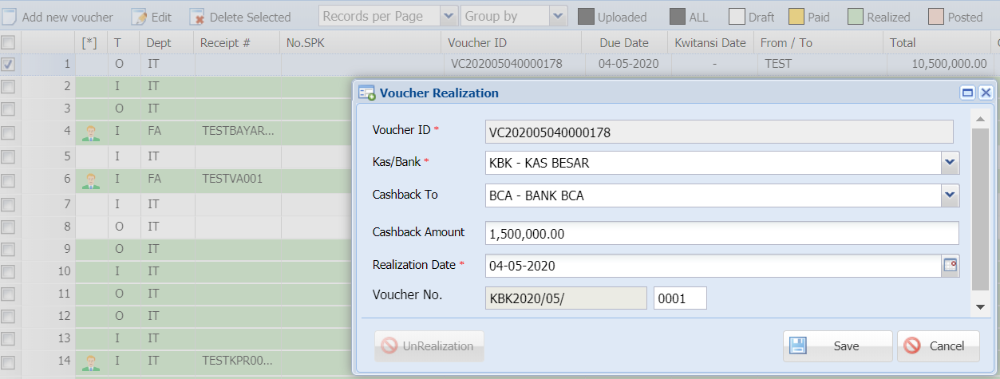 Add new voucher Edit Delete Selected Records per Page Group by Uploaded ALL Draft Paid Realized Posted
[*] T Dept Receipt # No.SPK Voucher ID Due Date Kwitansi Date From / To Total
1 O IT VC202005040000178 04-05-2020 - TEST 10,500,000.00
2 I IT
3 O IT
4 I FA TESTBAYAR...
5 I IT
6 I FA TESTVA001
7 I IT
8 O IT
9 O IT
10 I IT
11 O IT
12 O IT
13 I IT
14 I IT TESTKPR00...
Voucher Realization
Voucher ID * VC202005040000178
Kas/Bank * KBK - KAS BESAR
Cashback To BCA - BANK BCA
Cashback Amount 1,500,000.00
Realization Date * 04-05-2020
Voucher No. KBK2020/05/ 0001
UnRealization Save Cancel